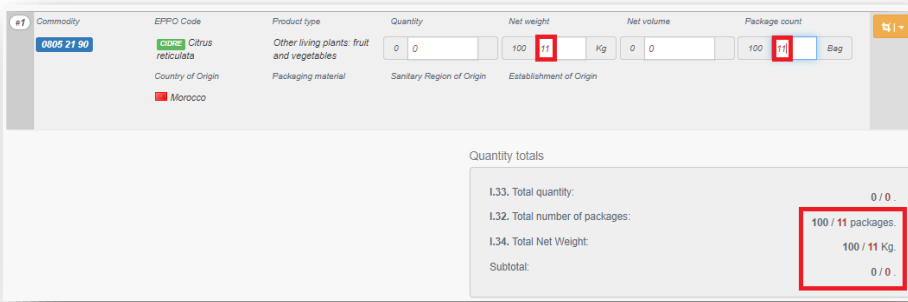 #1 Commodity EPPO Code Product type Quantity Net weight Net volume Package count
0805 21 90 CIDRE Citrus reticulata Other living plants: fruit and vegetables 0 0 100 11 Kg 0 0 100 11 Bag
Country of Origin Packaging material Sanitary Region of Origin Establishment of Origin
Morocco
Quantity totals
I.33. Total quantity: 0 / 0 .
I.32. Total number of packages: 100 / 11 packages.
I.34. Total Net Weight: 100 / 11 Kg.
Subtotal: 0 / 0 .